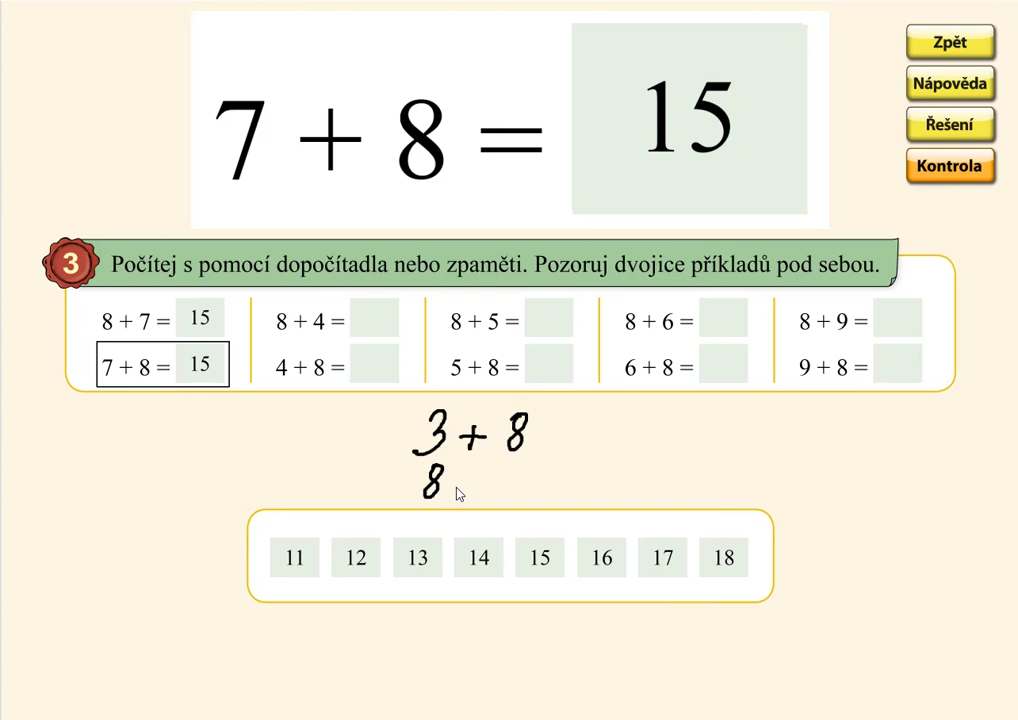 7 + 8 = 15
Zpět
Nápověda
Řešení
Kontrola
3 Počítej s pomocí dopočítadla nebo zpaměti. Pozoruj dvojice příkladů pod sebou.
8 + 7 = 15 8 + 4 = 8 + 5 = 8 + 6 = 8 + 9 =
7 + 8 = 15 4 + 8 = 5 + 8 = 6 + 8 = 9 + 8 =
3 + 8
8
11 12 13 14 15 16 17 18